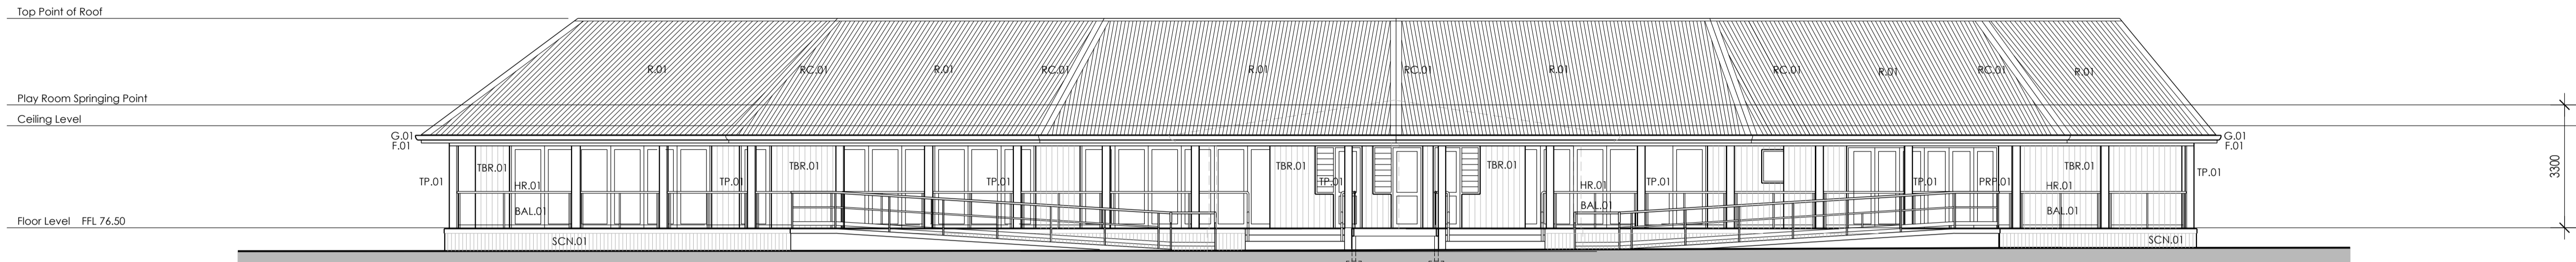 Top Point of Roof
R.01 RC.01 R.01 RC.01 R.01 RC.01 R.01 RC.01 R.01 RC.01 R.01
Play Room Springing Point
Ceiling Level
G.01 G.01
F.01 F.01
TBR.01 TBR.01 TBR.01 TBR.01 TBR.01
3300
TP.01 HR.01 TP.01 TP.01 TP.01 HR.01 TP.01 TP.01 PRP.01 HR.01 TP.01
BAL.01 BAL.01 BAL.01
Floor Level FFL 76.50
SCN.01 SCN.01